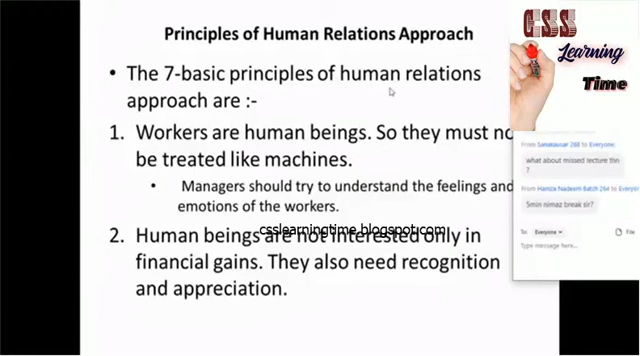 Principles of Human Relations Approach
• The 7-basic principles of human relations
approach are :-
1. Workers are human beings. So they must no
be treated like machines.
• Managers should try to understand the feelings and
emotions of the workers.
2. Human beings are not interested only in
financial gains. They also need recognition
and appreciation.
csslearningtime.blogspot.com
CSS
Learning
Time
From Sanakausar 268 to Everyone:
what about missed lecture thn
?
From Hamza Nadeem Batch 264 to Everyon
5min nimaz break sir?
To: Everyone
File
Type message here...